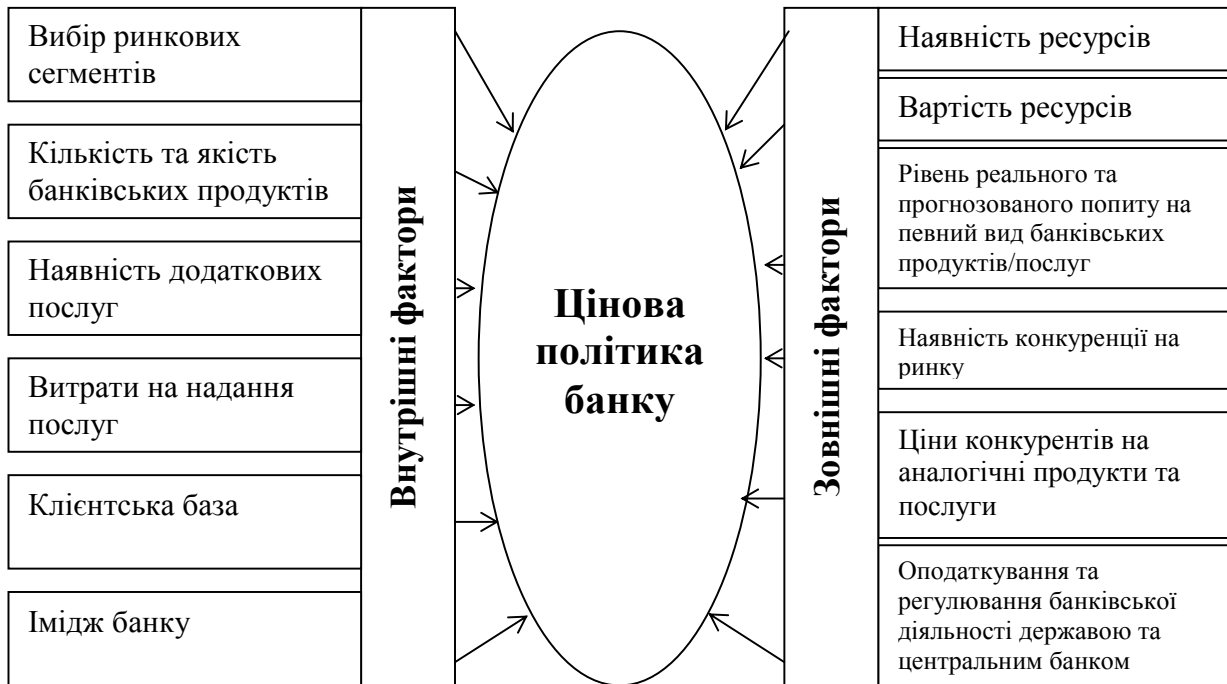 Вибір ринкових
сегментів
Кількість та якість
банківських продуктів
Наявність додаткових
послуг
Витрати на надання
послуг
Клієнтська база
Імідж банку
Внутрішні фактори
Цінова
політика
банку
Зовнішні фактори
Наявність ресурсів
Вартість ресурсів
Рівень реального та
прогнозованого попиту на
певний вид банківських
продуктів/послуг
Наявність конкуренції на
ринку
Ціни конкурентів на
аналогічні продукти та
послуги
Оподаткування та
регулювання банківської
діяльності державою та
центральним банком